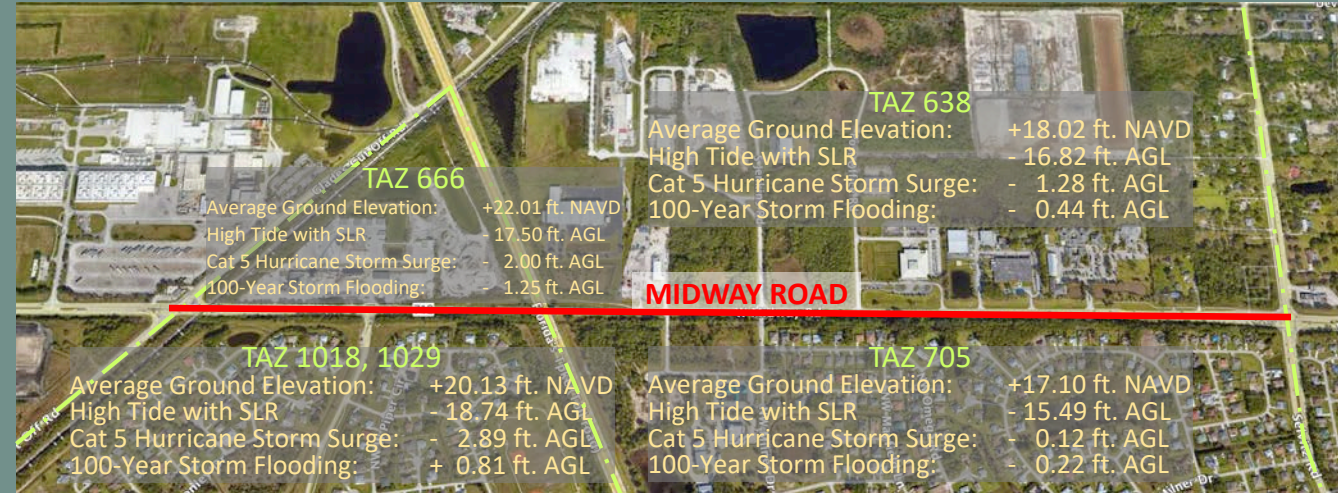 TAZ 638
Average Ground Elevation: +18.02 ft. NAVD
High Tide with SLR - 16.82 ft. AGL
Cat 5 Hurricane Storm Surge: - 1.28 ft. AGL
100-Year Storm Flooding: - 0.44 ft. AGL
TAZ 666
Average Ground Elevation: +22.01 ft. NAVD
High Tide with SLR - 17.50 ft. AGL
Cat 5 Hurricane Storm Surge: - 2.00 ft. AGL
100-Year Storm Flooding: - 1.25 ft. AGL
MIDWAY ROAD
TAZ 1018, 1029
Average Ground Elevation: +20.13 ft. NAVD
High Tide with SLR - 18.74 ft. AGL
Cat 5 Hurricane Storm Surge: - 2.89 ft. AGL
100-Year Storm Flooding: + 0.81 ft. AGL
TAZ 705
Average Ground Elevation: +17.10 ft. NAVD
High Tide with SLR - 15.49 ft. AGL
Cat 5 Hurricane Storm Surge: - 0.12 ft. AGL
100-Year Storm Flooding: - 0.22 ft. AGL